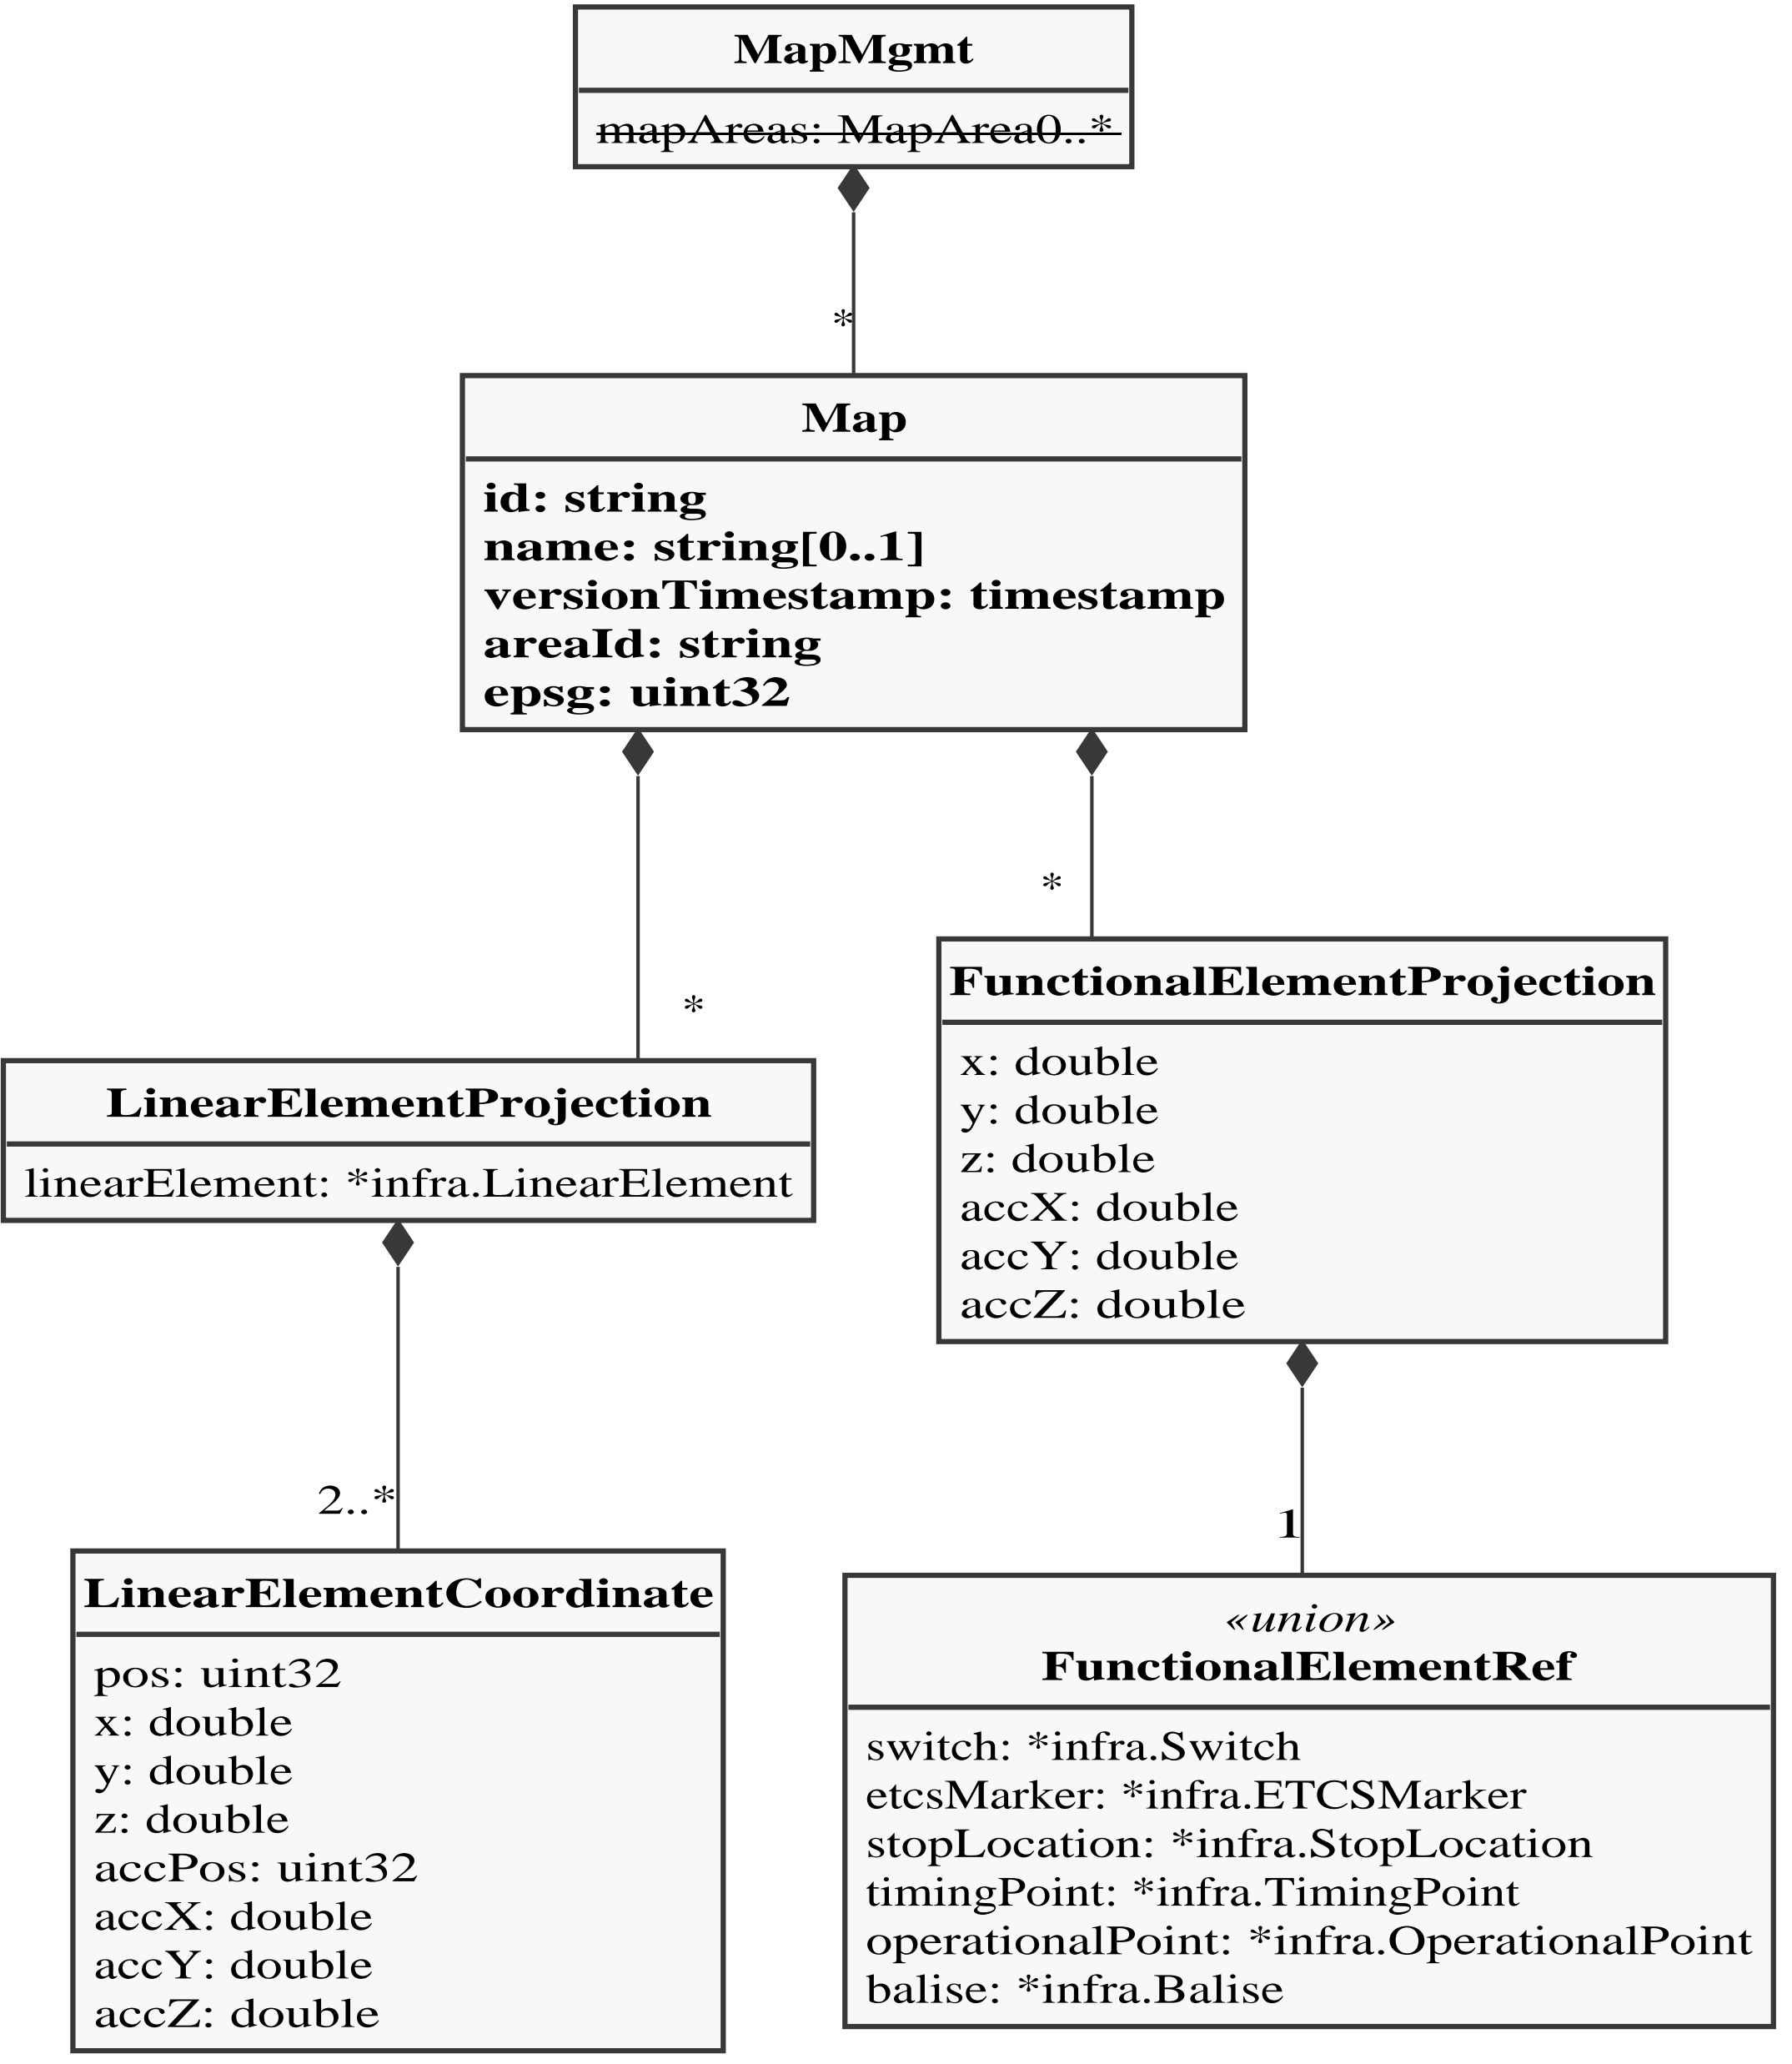 MapMgmt
mapAreas: MapArea0..*
*
Map
id: string
name: string[0..1]
versionTimestamp: timestamp
areaId: string
epsg: uint32
*
*
FunctionalElementProjection
x: double
y: double
z: double
accX: double
accY: double
accZ: double
LinearElementProjection
linearElement: *infra.LinearElement
2..*
1
LinearElementCoordinate
pos: uint32
x: double
y: double
z: double
accPos: uint32
accX: double
accY: double
accZ: double
«union»
FunctionalElementRef
switch: *infra.Switch
etcsMarker: *infra.ETCSMarker
stopLocation: *infra.StopLocation
timingPoint: *infra.TimingPoint
operationalPoint: *infra.OperationalPoint
balise: *infra.Balise